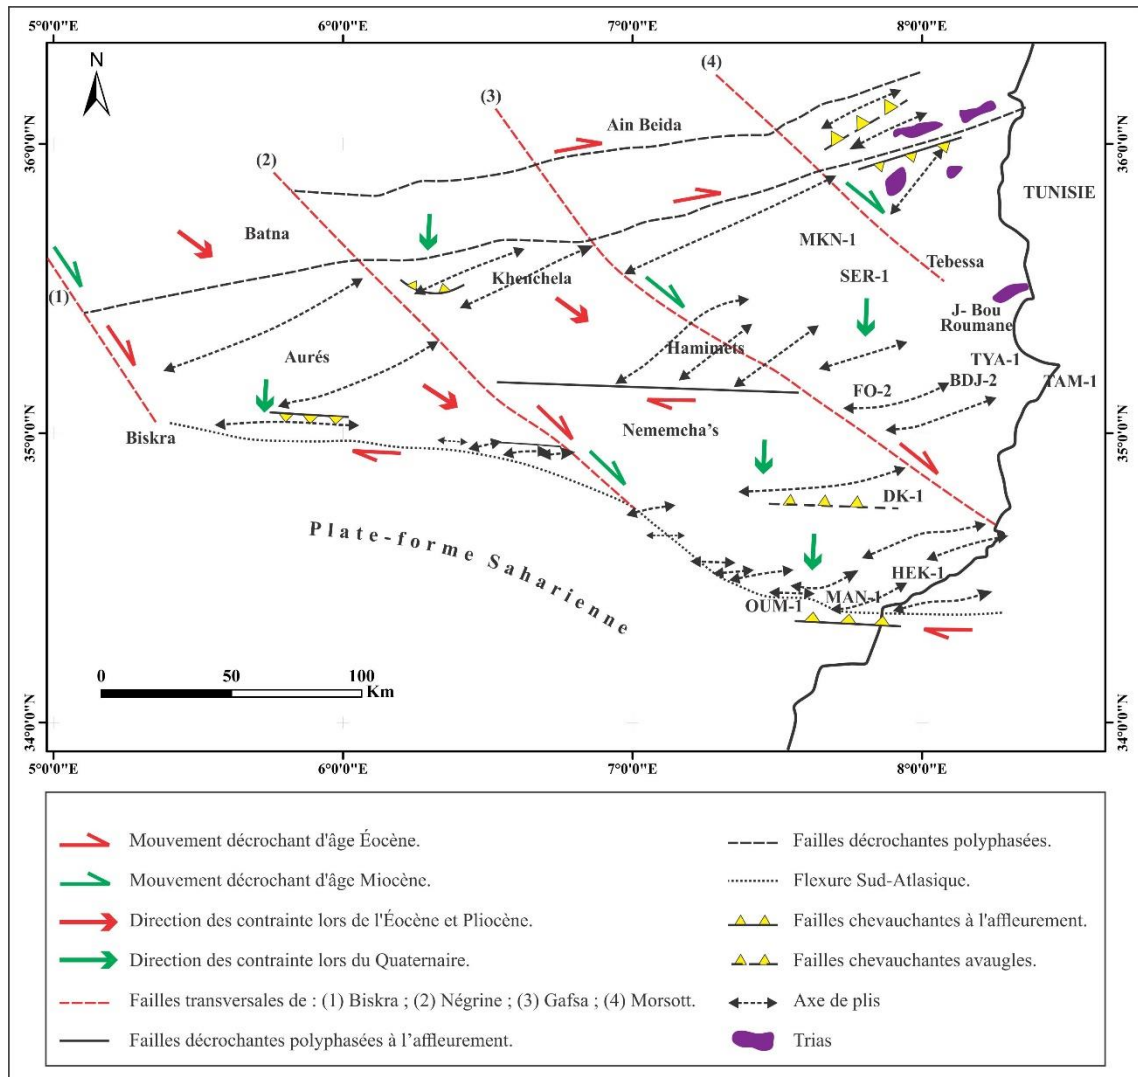 5°0'0"E 6°0'0"E 7°0'0"E 8°0'0"E
N
(4)
(3)
Ain Beida
36°0'0"N 36°0'0"N
(2)
TUNISIE
Batna
MKN-1
Tebessa
SER-1
Khenchela
(1)
J- Bou
Roumane
Hamimets
Aurés
TYA-1
BDJ-2
TAM-1
FO-2
Biskra
Nememcha's
35°0'0"N 35°0'0"N
DK-1
Plate-forme Saharienne
HEK-1
OUM-1
MAN-1
0 50 100
Km
34°0'0"N 34°0'0"N
5°0'0"E 6°0'0"E 7°0'0"E 8°0'0"E
Mouvement décrochant d'âge Éocène.
Mouvement décrochant d'âge Miocène.
Direction des contrainte lors de l'Éocène et Pliocène.
Direction des contrainte lors du Quaternaire.
Failles transversales de : (1) Biskra ; (2) Négrine ; (3) Gafsa ; (4) Morsott.
Failles décrochantes polyphasées à l'affleurement.
Failles décrochantes polyphasées.
Flexure Sud-Atlasique.
Failles chevauchantes à l'affleurement.
Failles chevauchantes avaugles.
Axe de plis
Trias